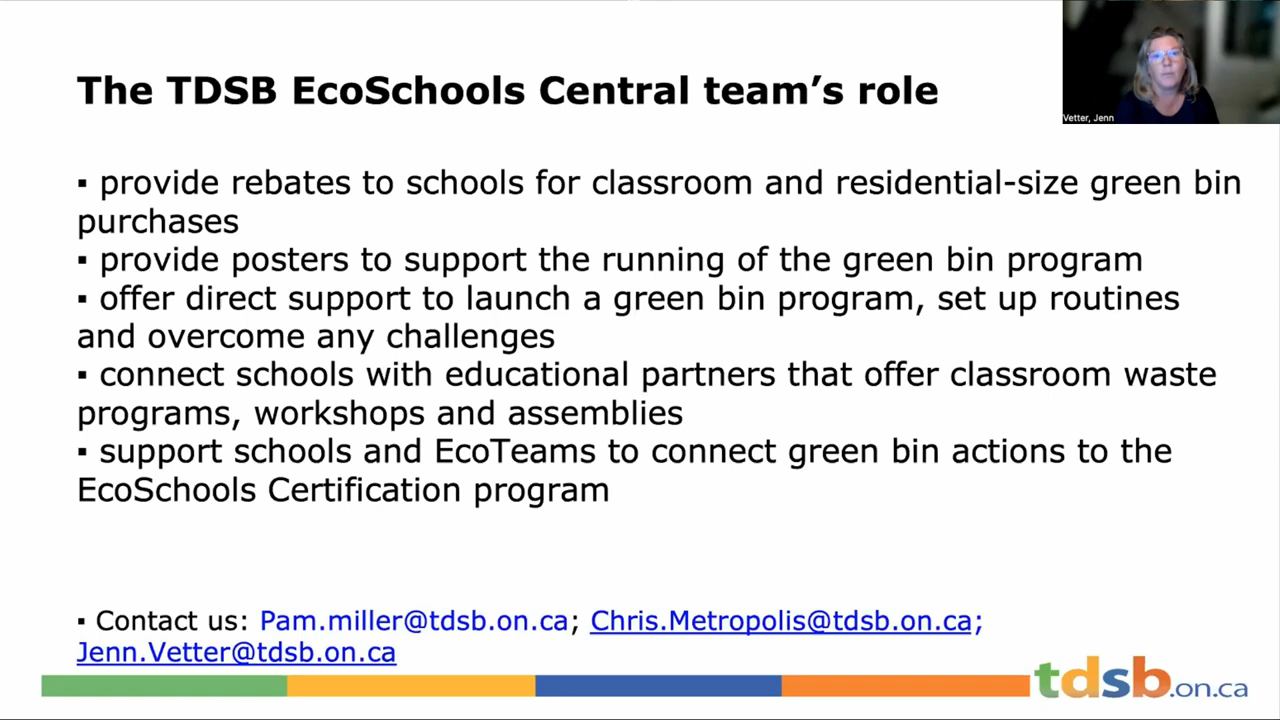 The TDSB EcoSchools Central team’s role
Vetter, Jenn
▪ provide rebates to schools for classroom and residential-size green bin
purchases
▪ provide posters to support the running of the green bin program
▪ offer direct support to launch a green bin program, set up routines
and overcome any challenges
▪ connect schools with educational partners that offer classroom waste
programs, workshops and assemblies
▪ support schools and EcoTeams to connect green bin actions to the
EcoSchools Certification program
▪ Contact us: Pam.miller@tdsb.on.ca; Chris.Metropolis@tdsb.on.ca;
Jenn.Vetter@tdsb.on.ca
tdsb.on.ca